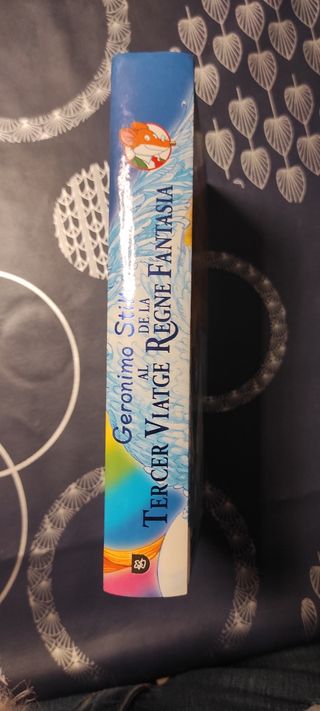 Geronimo Stilton
TERCER VIATGE AL REGNE DE LA FANTASIA